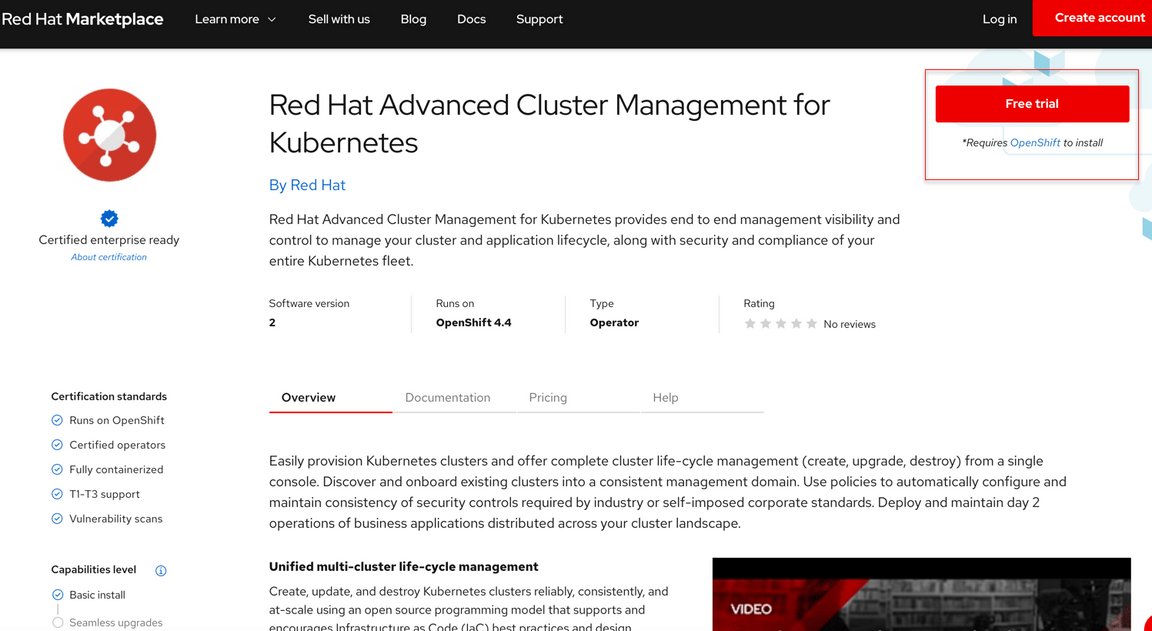 Red Hat Marketplace
Learn more
Sell with us
Blog
Docs
Support
Log in
Create account
Certified enterprise ready
About certification
Red Hat Advanced Cluster Management for
Kubernetes
By Red Hat
Red Hat Advanced Cluster Management for Kubernetes provides end to end management visibility and
control to manage your cluster and application lifecycle, along with security and compliance of your
entire Kubernetes fleet.
Free trial
*Requires OpenShift to install
Software version
2
Runs on
OpenShift 4.4
Type
Operator
Rating
No reviews
Certification standards
Runs on OpenShift
Certified operators
Fully containerized
T1-T3 support
Vulnerability scans
Capabilities level
Basic install
Seamless upgrades
Overview
Documentation
Pricing
Help
Easily provision Kubernetes clusters and offer complete cluster life-cycle management (create, upgrade, destroy) from a single
console. Discover and onboard existing clusters into a consistent management domain. Use policies to automatically configure and
maintain consistency of security controls required by industry or self-imposed corporate standards. Deploy and maintain day 2
operations of business applications distributed across your cluster landscape.
Unified multi-cluster life-cycle management
Create, update, and destroy Kubernetes clusters reliably, consistently, and
at-scale using an open source programming model that supports and
encourages Infrastructure as Code (IaC) best practices and design
VIDEO